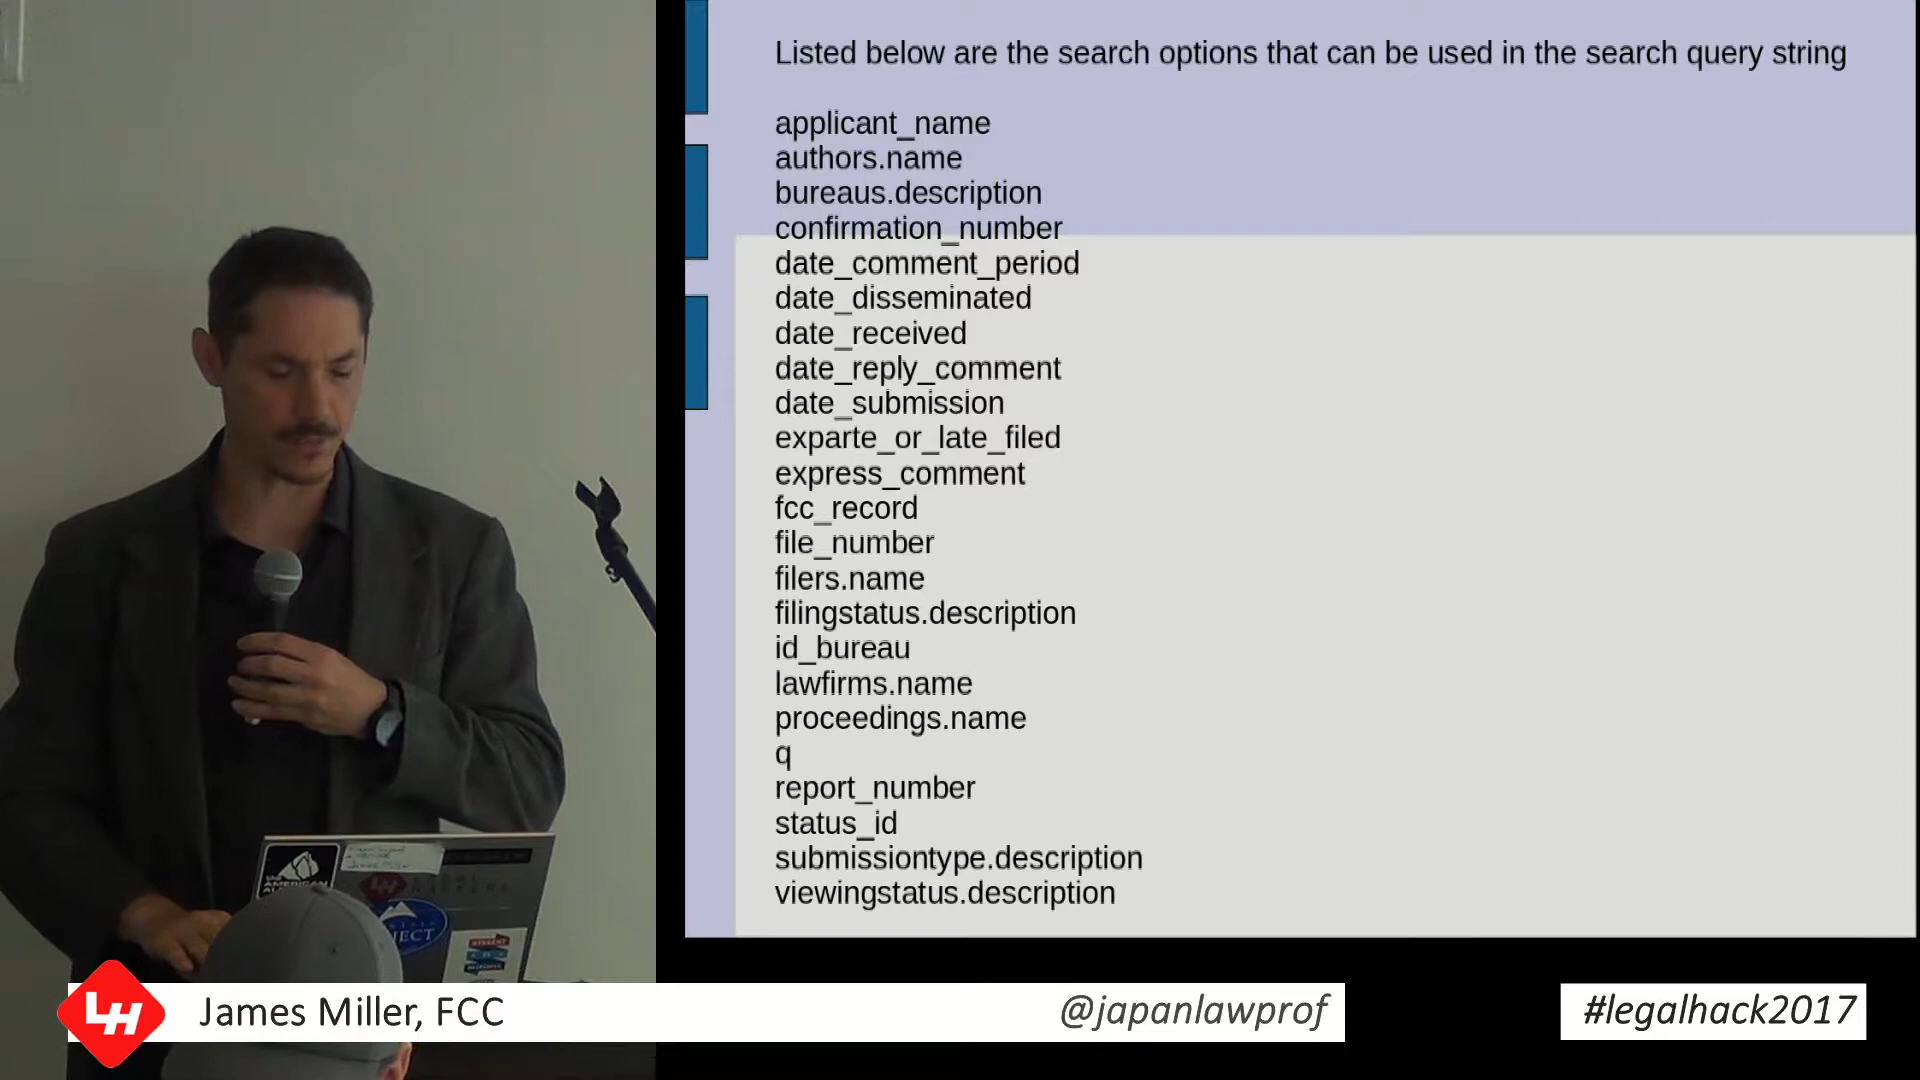 Listed below are the search options that can be used in the search query string
applicant_name
authors.name
bureaus.description
confirmation_number
date_comment_period
date_disseminated
date_received
date_reply_comment
date_submission
exparte_or_late_filed
express_comment
fcc_record
file_number
filers.name
filingstatus.description
id_bureau
lawfirms.name
proceedings.name
q
report_number
status_id
submissiontype.description
viewingstatus.description
AMERICAN
LH
James Miller, FCC
@japanlawprof
#legalhack2017